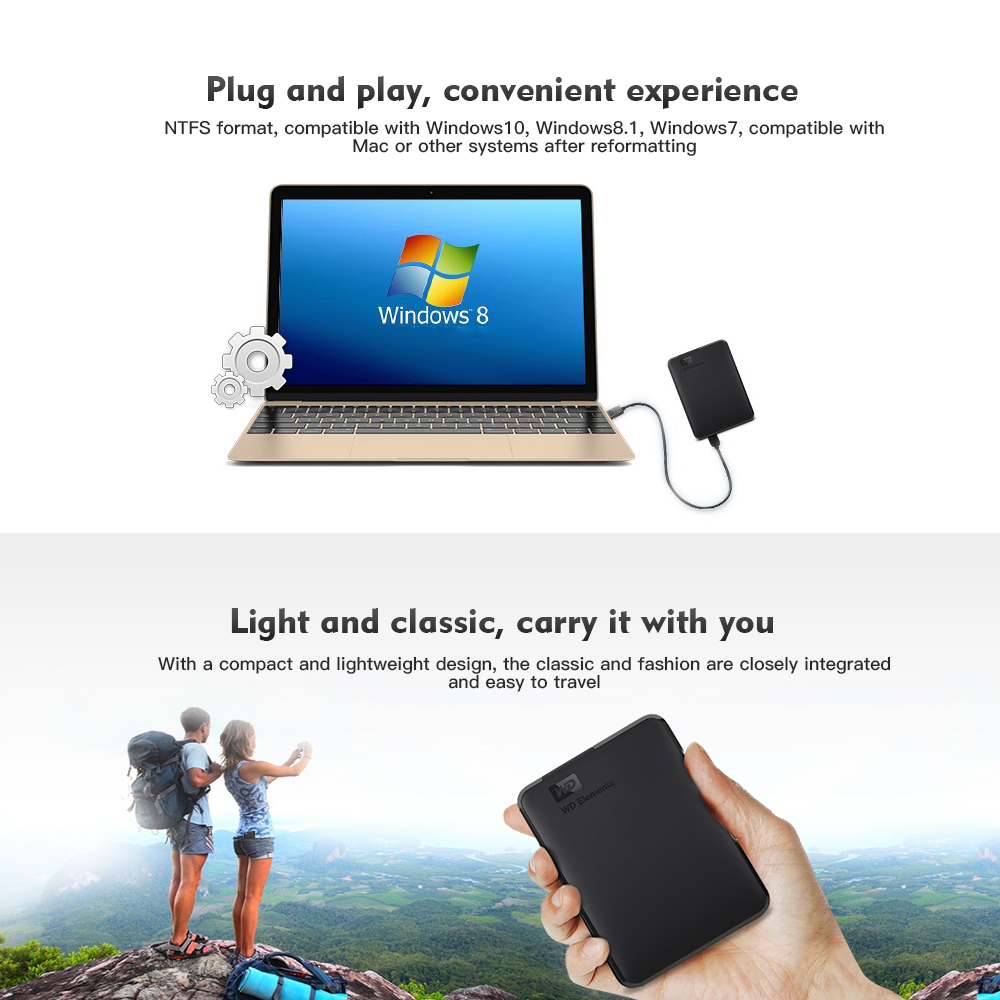 Plug and play, convenient experience
NTFS format, compatible with Windows10, Windows8.1, Windows7, compatible with
Mac or other systems after reformatting
Windows 8
Light and classic, carry it with you
With a compact and lightweight design, the classic and fashion are closely integrated
and easy to travel
WD
WD Elements